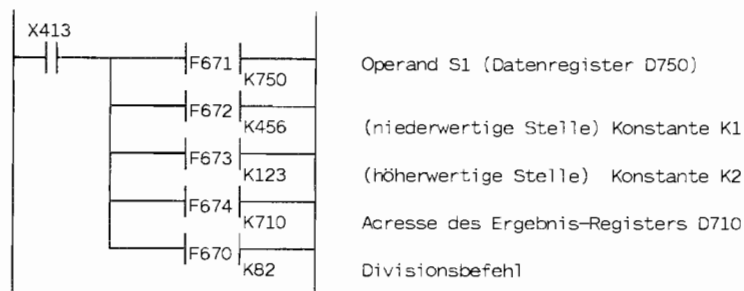 X413
F671 K750 Operand S1 (Datenregister D750)
F672 K456 (niederwertige Stelle) Konstante K1
F673 K123 (höherwertige Stelle) Konstante K2
F674 K710 Acresse des Ergebnis-Registers D710
F670 K82 Divisionsbefehl